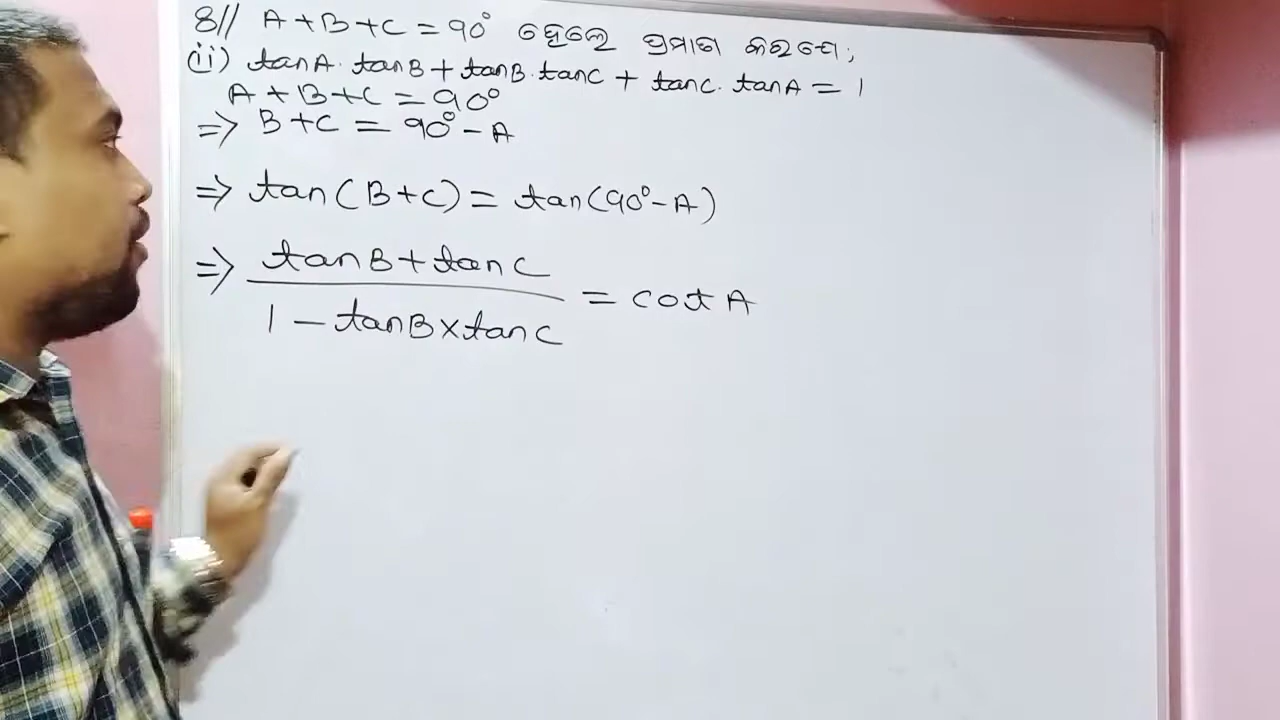 8// A+B+C = 90° ହେଲେ ପ୍ରମାଣ କର ଯେ;
(ii) tanA. tanB + tanB. tanC + tanC. tanA = 1
A + B + C = 90°
⇒ B+C = 90° - A
⇒ tan(B+C) = tan(90° - A)
⇒ tanB + tanC
1 - tanB×tanC = cot A